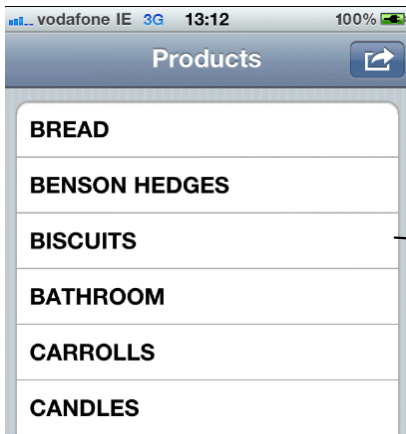 vodafone IE 3G 13:12 100%
Products
BREAD
BENSON HEDGES
BISCUITS
BATHROOM
CARROLLS
CANDLES